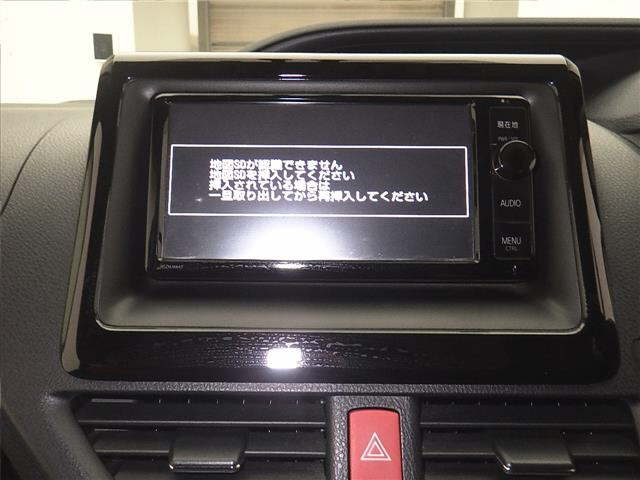 地図SDが認識できません
地図SDを挿入してください
挿入されている場合は
一旦取り出してから再挿入してください
現在地
AUDIO
MENU
CTRL